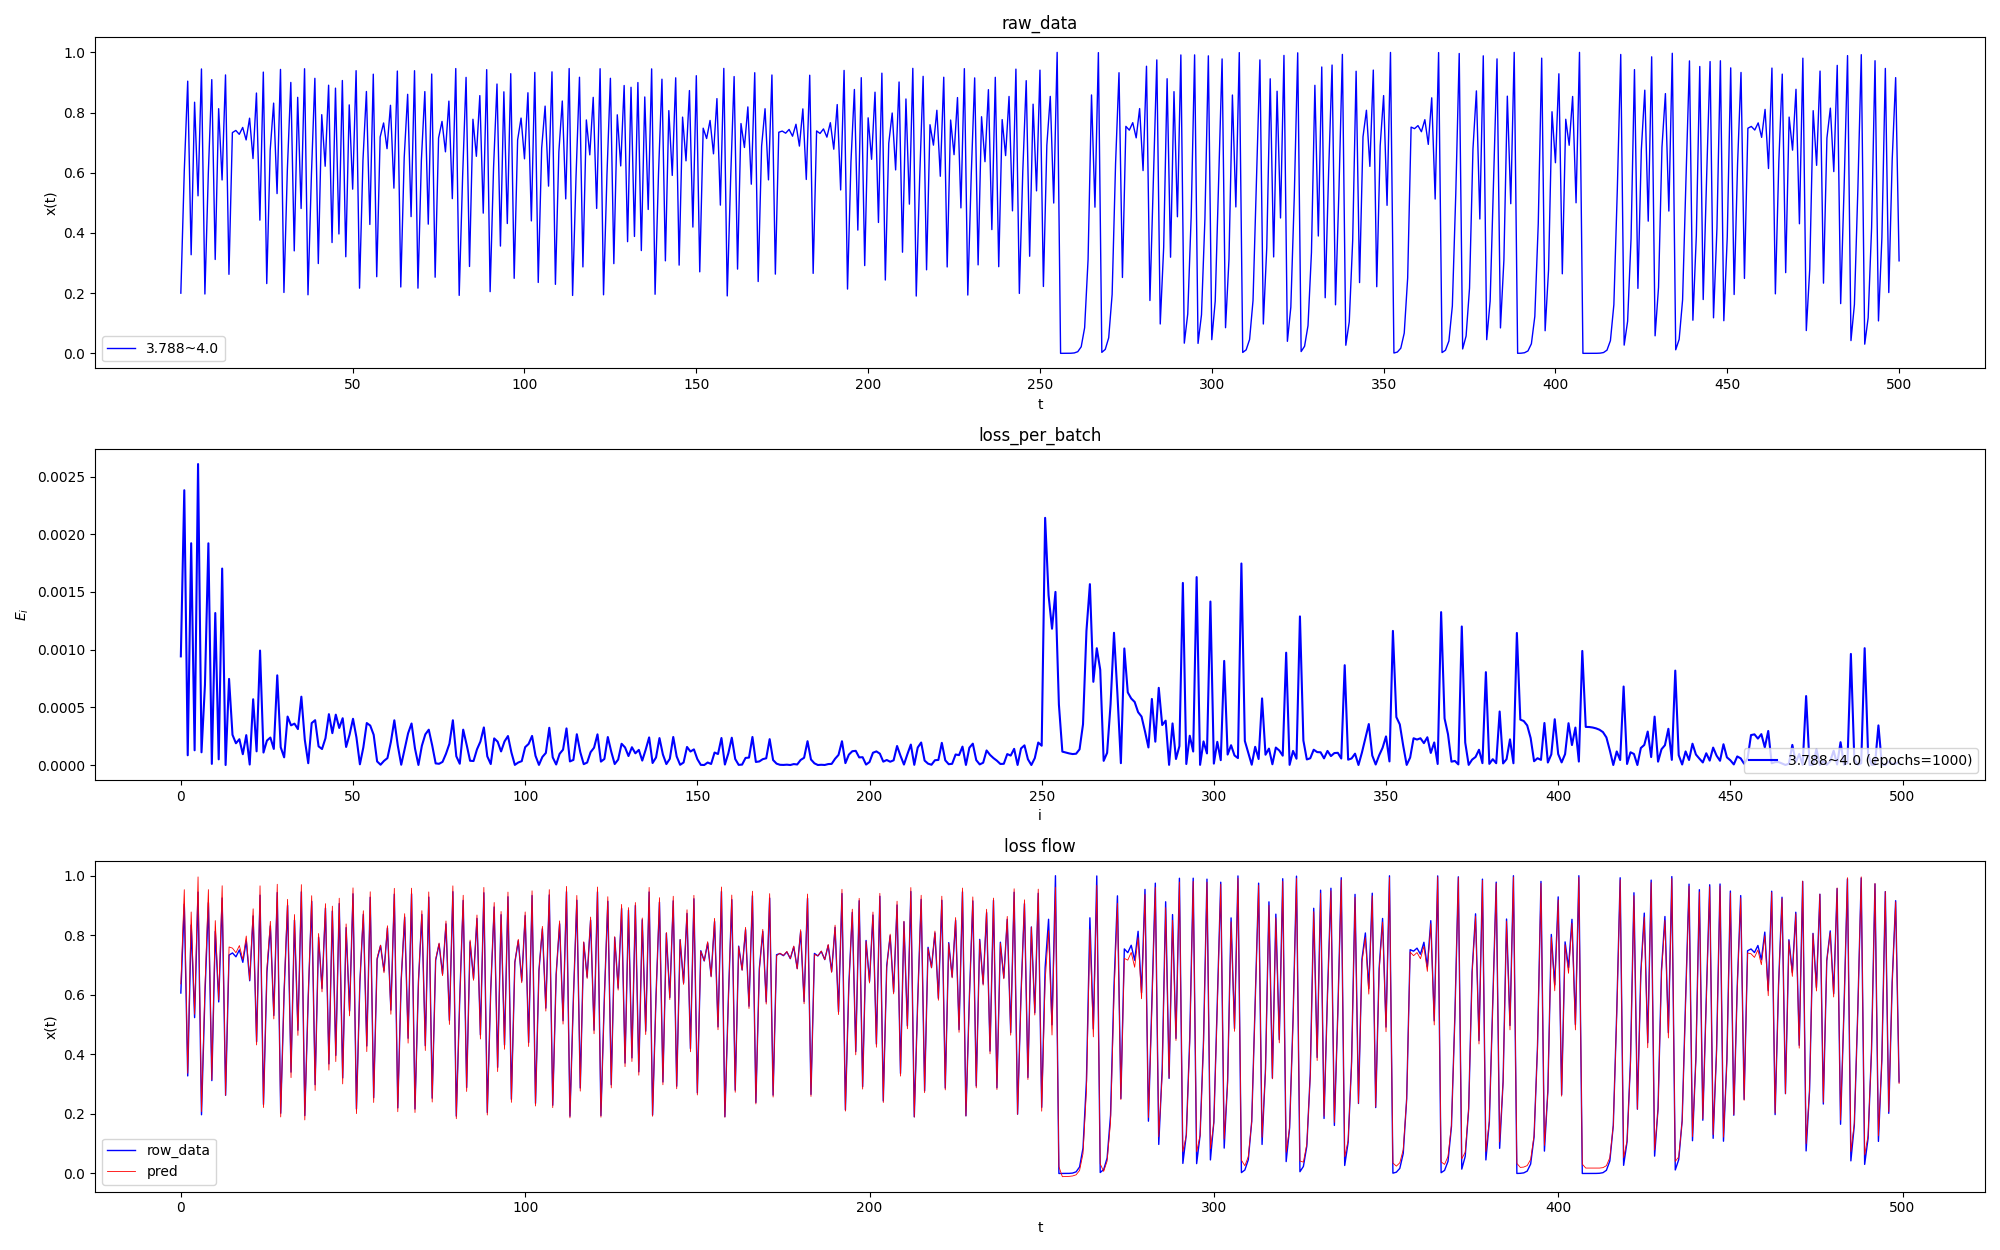 raw_data
1.0
0.8
0.6
0.4
0.2
0.0
x(t)
3.788~4.0
50 100 150 200 250 300 350 400 450 500
t
loss_per_batch
0.0025
0.0020
0.0015
0.0010
0.0005
0.0000
E_i
3.788~4.0 (epochs=1000)
0 50 100 150 200 250 300 350 400 450 500
i
loss flow
1.0
0.8
0.6
0.4
0.2
0.0
x(t)
row_data
pred
0 100 200 300 400 500
t